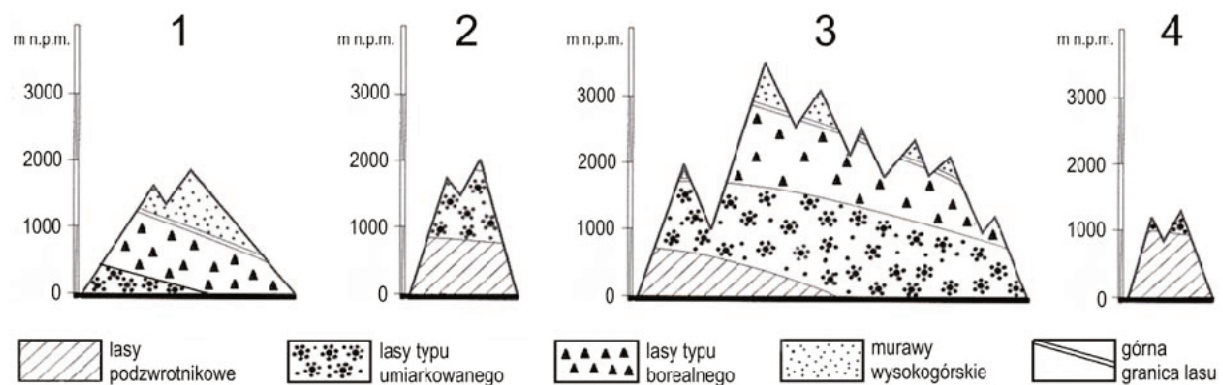 1
m n.p.m.
3000
2000
1000
0
2
m n.p.m.
3000
2000
1000
0
3
m n.p.m.
3000
2000
1000
0
4
m n.p.m.
3000
2000
1000
0
lasy
podzwrotnikowe
lasy typu
umiarkowanego
lasy typu
borealnego
murawy
wysokogórskie
górna
granica lasu